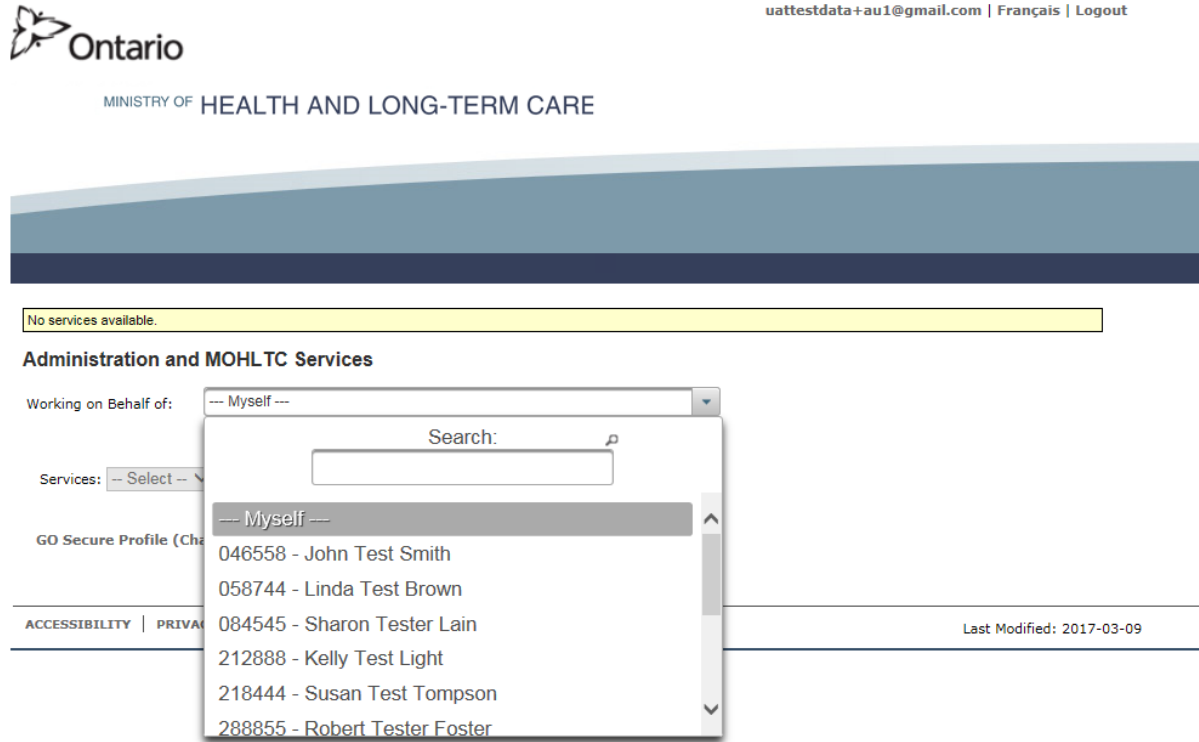 uattestdata+au1@gmail.com | Français | Logout
Ontario
MINISTRY OF HEALTH AND LONG-TERM CARE
No services available.
Administration and MOHLTC Services
Working on Behalf of: --- Myself ---
Search:
Services: -- Select --
--- Myself ---
GO Secure Profile (Cha
046558 - John Test Smith
058744 - Linda Test Brown
084545 - Sharon Tester Lain
ACCESSIBILITY | PRIVA
Last Modified: 2017-03-09
212888 - Kelly Test Light
218444 - Susan Test Tompson
288855 - Robert Tester Foster